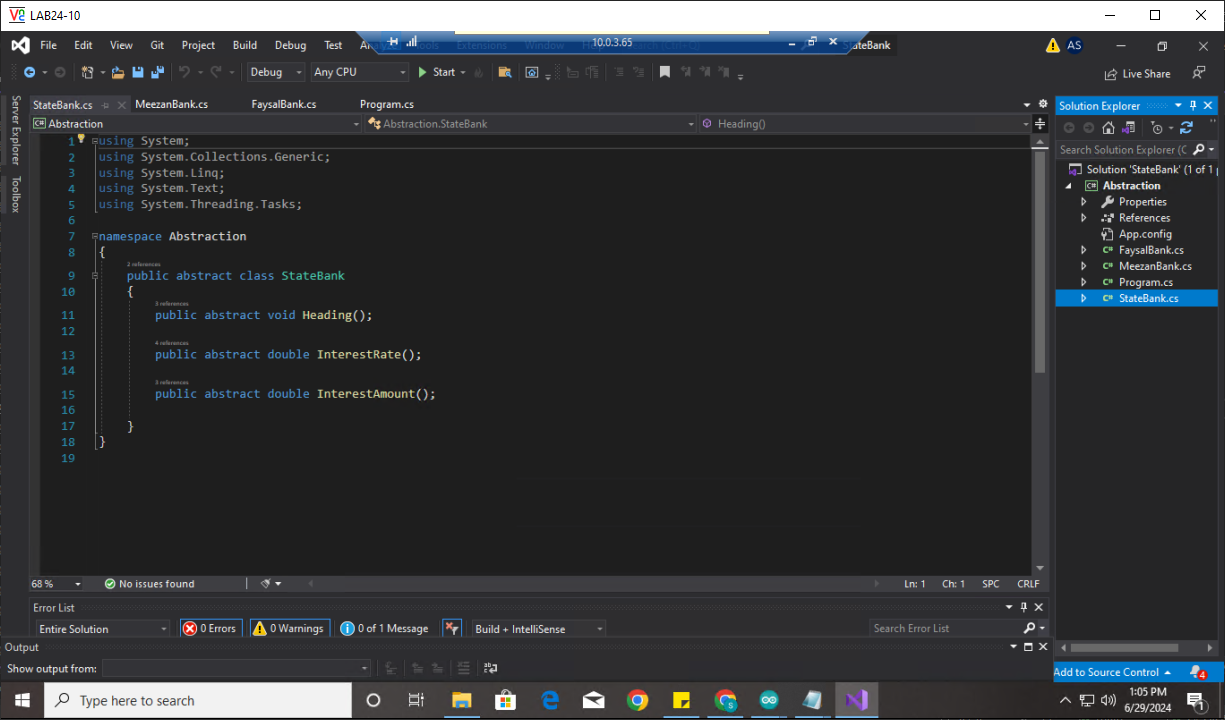 LAB24-10
File Edit View Git Project Build Debug Test
10.0.3.65
StateBank
AS
Debug Any CPU Start Live Share
Server Explorer
Toolbox
StateBank.cs MeezanBank.cs FaysalBank.cs Program.cs
Abstraction Abstraction.StateBank Heading()
1 using System;
2 using System.Collections.Generic;
3 using System.Linq;
4 using System.Text;
5 using System.Threading.Tasks;
6
7 namespace Abstraction
8 {
2 references
9 public abstract class StateBank
10 {
3 references
11 public abstract void Heading();
12
4 references
13 public abstract double InterestRate();
14
3 references
15 public abstract double InterestAmount();
16
17 }
18 }
19
68 % No issues found Ln: 1 Ch: 1 SPC CRLF
Error List
Entire Solution 0 Errors 0 Warnings 0 of 1 Message Build + IntelliSense Search Error List
Output
Show output from:
Solution Explorer
Search Solution Explorer (C
Solution 'StateBank' (1 of 1
Abstraction
Properties
References
App.config
FaysalBank.cs
MeezanBank.cs
Program.cs
StateBank.cs
Add to Source Control 4
Type here to search
1:05 PM
6/29/2024
1